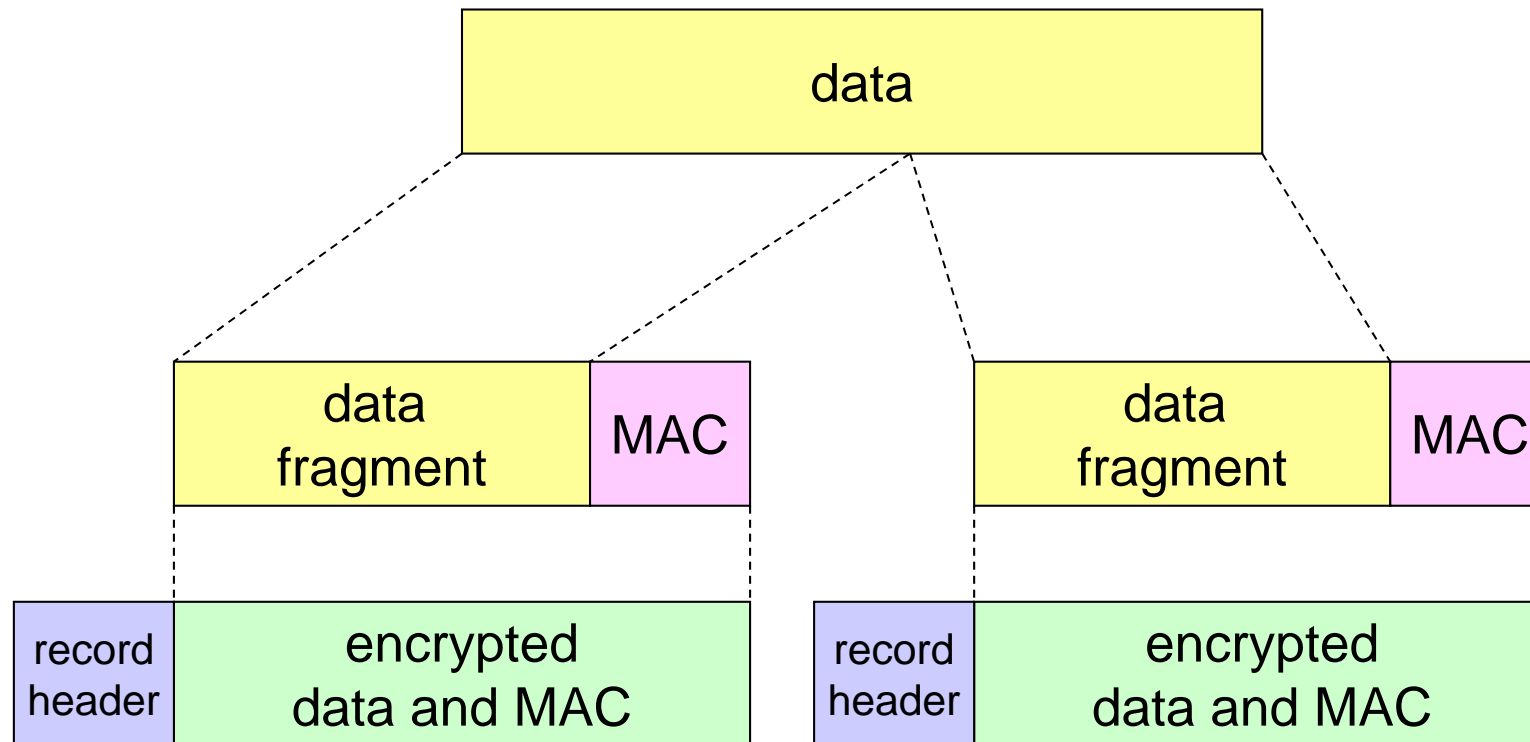 data
data
fragment
MAC
data
fragment
MAC
record
header
encrypted
data and MAC
record
header
encrypted
data and MAC